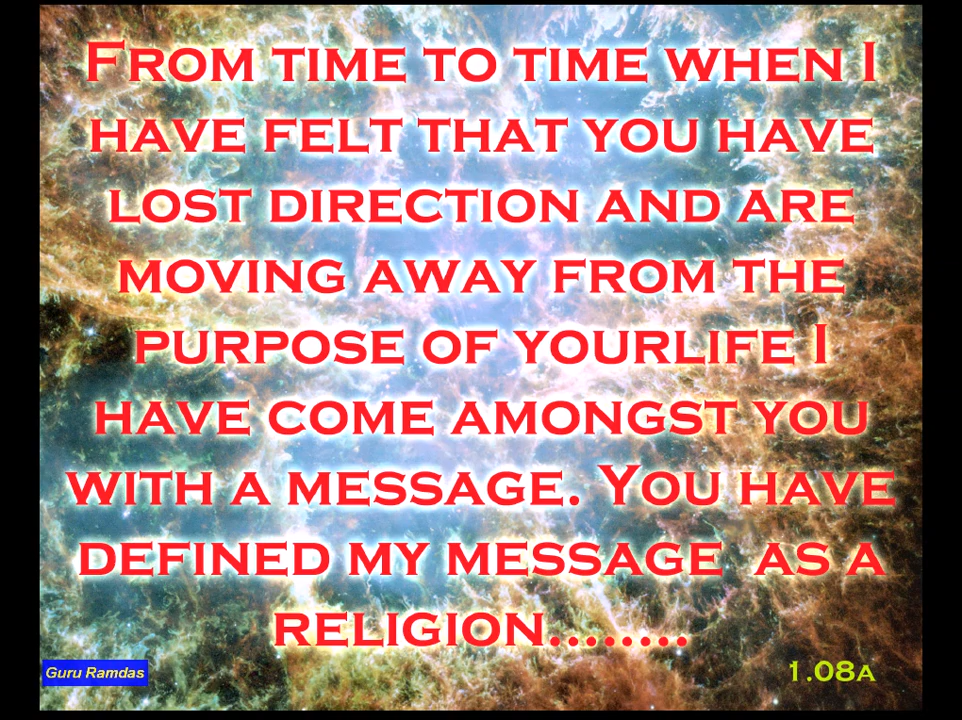 From time to time when I
have felt that you have
lost direction and are
moving away from the
purpose of yourlife I
have come amongst you
with a message. You have
defined my message  as a
religion........
Guru Ramdas
1.08a